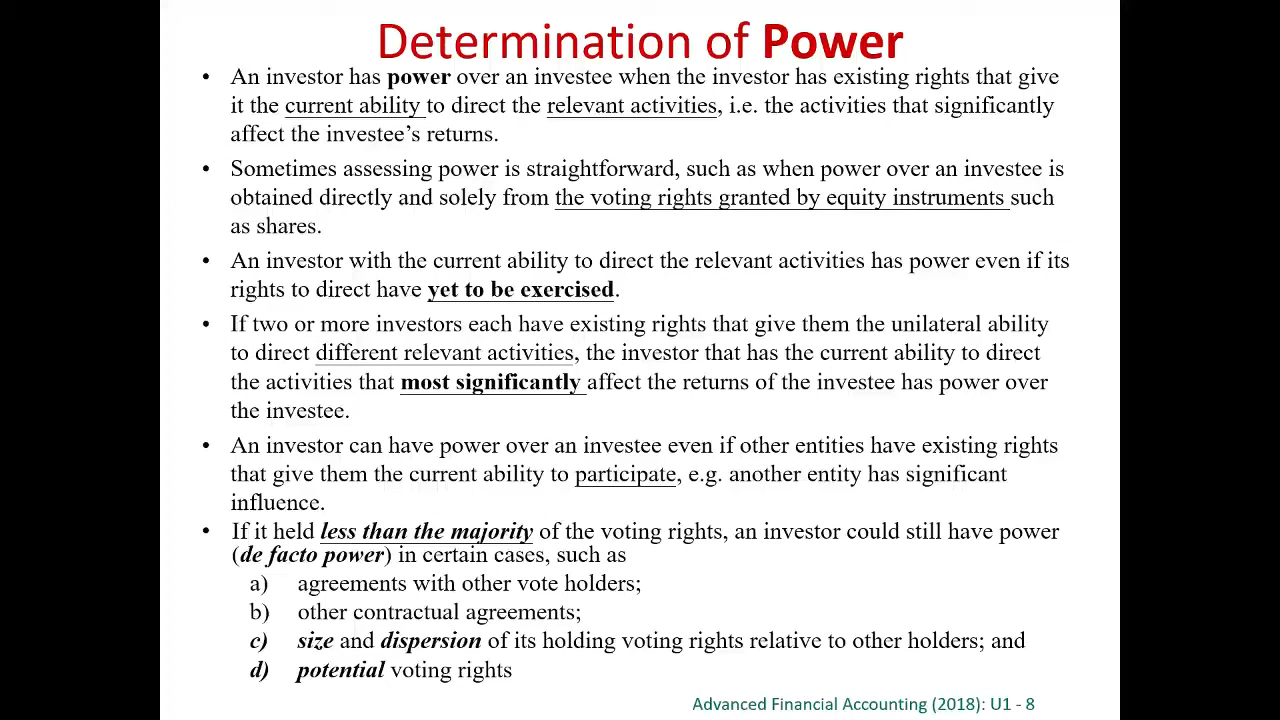 Determination of Power
• An investor has power over an investee when the investor has existing rights that give
it the current ability to direct the relevant activities, i.e. the activities that significantly
affect the investee's returns.
• Sometimes assessing power is straightforward, such as when power over an investee is
obtained directly and solely from the voting rights granted by equity instruments such
as shares.
• An investor with the current ability to direct the relevant activities has power even if its
rights to direct have yet to be exercised.
• If two or more investors each have existing rights that give them the unilateral ability
to direct different relevant activities, the investor that has the current ability to direct
the activities that most significantly affect the returns of the investee has power over
the investee.
• An investor can have power over an investee even if other entities have existing rights
that give them the current ability to participate, e.g. another entity has significant
influence.
• If it held less than the majority of the voting rights, an investor could still have power
(de facto power) in certain cases, such as
a) agreements with other vote holders;
b) other contractual agreements;
c) size and dispersion of its holding voting rights relative to other holders; and
d) potential voting rights
Advanced Financial Accounting (2018): U1 - 8